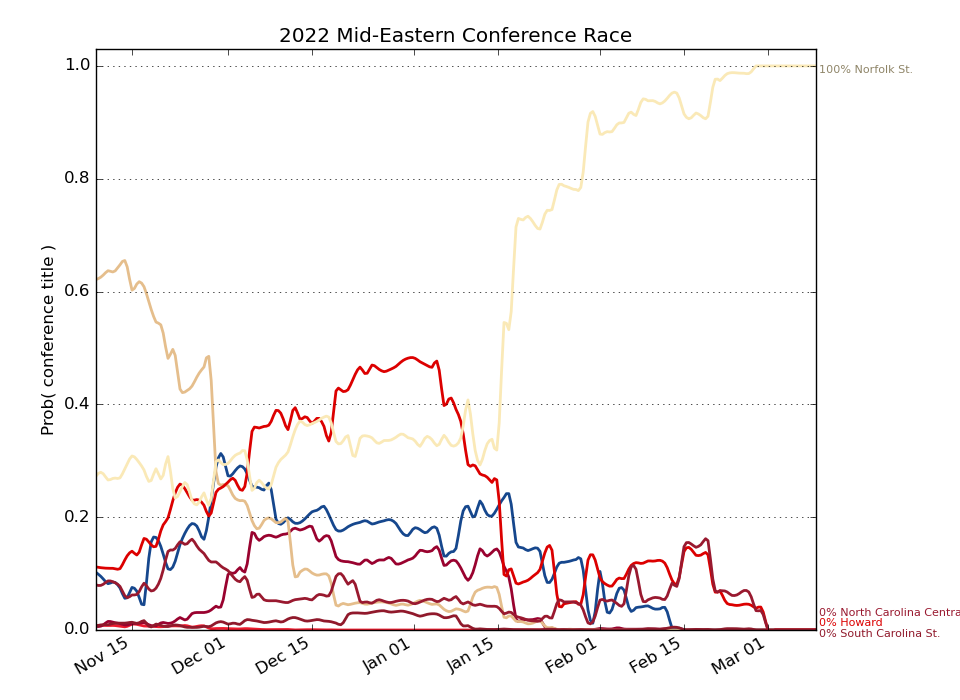 2022 Mid-Eastern Conference Race
1.0
100% Norfolk St.
0.8
0.6
Prob( conference title )
0.4
0.2
0% North Carolina Centra
0% Howard
0.0
0% South Carolina St.
Nov 15
Dec 01
Dec 15
Jan 01
Jan 15
Feb 01
Feb 15
Mar 01